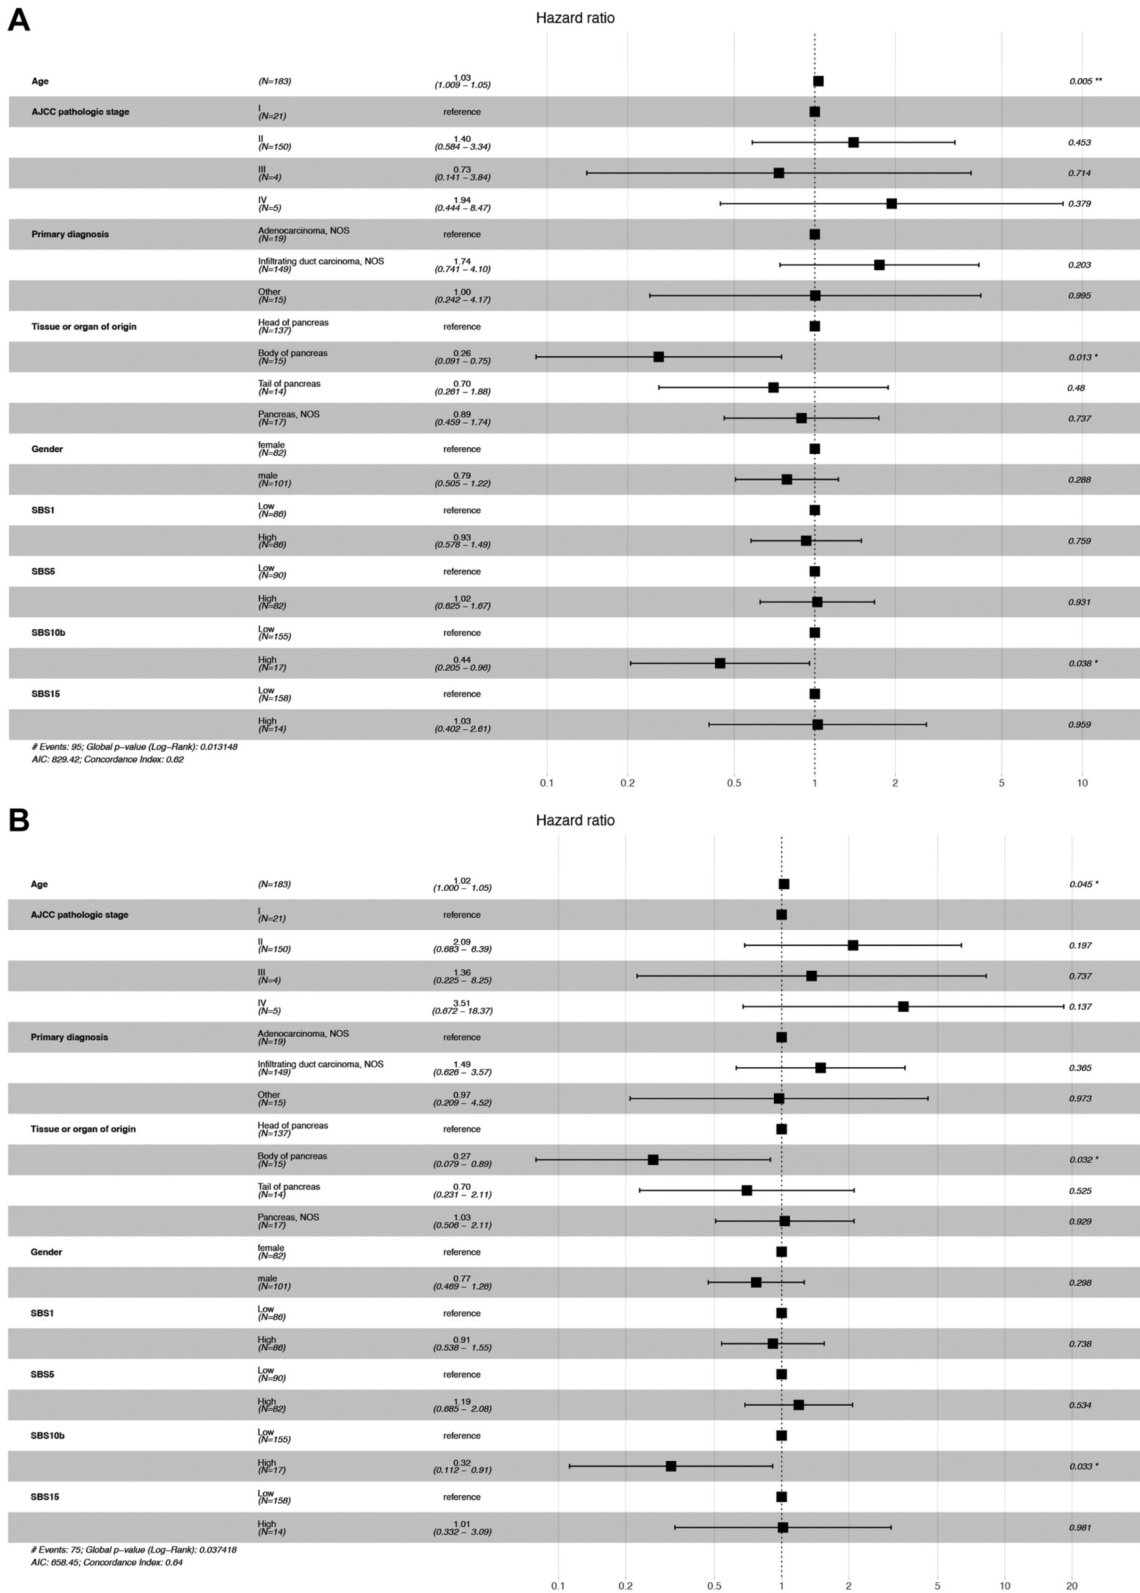 A
Hazard ratio
Age (N=183) 1.03 0.005 **
(1.009 – 1.05)
AJCC pathologic stage I reference
(N=21)
II 1.40 0.453
(N=150) (0.584 – 3.34)
III 0.73 0.714
(N=4) (0.141 – 3.84)
IV 1.94 0.379
(N=5) (0.444 – 8.47)
Primary diagnosis Adenocarcinoma, NOS reference
(N=19)
Infiltrating duct carcinoma, NOS 1.74 0.203
(N=149) (0.741 – 4.10)
Other 1.00 0.995
(N=15) (0.242 – 4.17)
Tissue or organ of origin Head of pancreas reference
(N=137)
Body of pancreas 0.26 0.013 *
(N=15) (0.091 – 0.75)
Tail of pancreas 0.70 0.48
(N=14) (0.261 – 1.88)
Pancreas, NOS 0.89 0.737
(N=17) (0.459 – 1.74)
Gender female reference
(N=82)
male 0.79 0.288
(N=101) (0.505 – 1.22)
SBS1 Low reference
(N=86)
High 0.93 0.759
(N=86) (0.578 – 1.49)
SBS5 Low reference
(N=90)
High 1.02 0.931
(N=82) (0.625 – 1.67)
SBS10b Low reference
(N=155)
High 0.44 0.038 *
(N=17) (0.205 – 0.96)
SBS15 Low reference
(N=158)
High 1.03 0.959
(N=14) (0.402 – 2.61)
# Events: 95; Global p-value (Log-Rank): 0.013148
AIC: 829.42; Concordance Index: 0.62
0.1 0.2 0.5 1 2 5 10
B
Hazard ratio
Age (N=183) 1.02 0.045 *
(1.000 – 1.05)
AJCC pathologic stage I reference
(N=21)
II 2.09 0.197
(N=150) (0.683 – 6.39)
III 1.36 0.737
(N=4) (0.225 – 8.25)
IV 3.51 0.137
(N=5) (0.672 – 18.37)
Primary diagnosis Adenocarcinoma, NOS reference
(N=19)
Infiltrating duct carcinoma, NOS 1.49 0.365
(N=149) (0.626 – 3.57)
Other 0.97 0.973
(N=15) (0.209 – 4.52)
Tissue or organ of origin Head of pancreas reference
(N=137)
Body of pancreas 0.27 0.032 *
(N=15) (0.079 – 0.89)
Tail of pancreas 0.70 0.525
(N=14) (0.231 – 2.11)
Pancreas, NOS 1.03 0.929
(N=17) (0.506 – 2.11)
Gender female reference
(N=82)
male 0.77 0.298
(N=101) (0.469 – 1.26)
SBS1 Low reference
(N=86)
High 0.91 0.738
(N=86) (0.538 – 1.55)
SBS5 Low reference
(N=90)
High 1.19 0.534
(N=82) (0.685 – 2.08)
SBS10b Low reference
(N=155)
High 0.32 0.033 *
(N=17) (0.112 – 0.91)
SBS15 Low reference
(N=158)
High 1.01 0.981
(N=14) (0.332 – 3.09)
# Events: 75; Global p-value (Log-Rank): 0.037418
AIC: 658.45; Concordance Index: 0.64
0.1 0.2 0.5 1 2 5 10 20